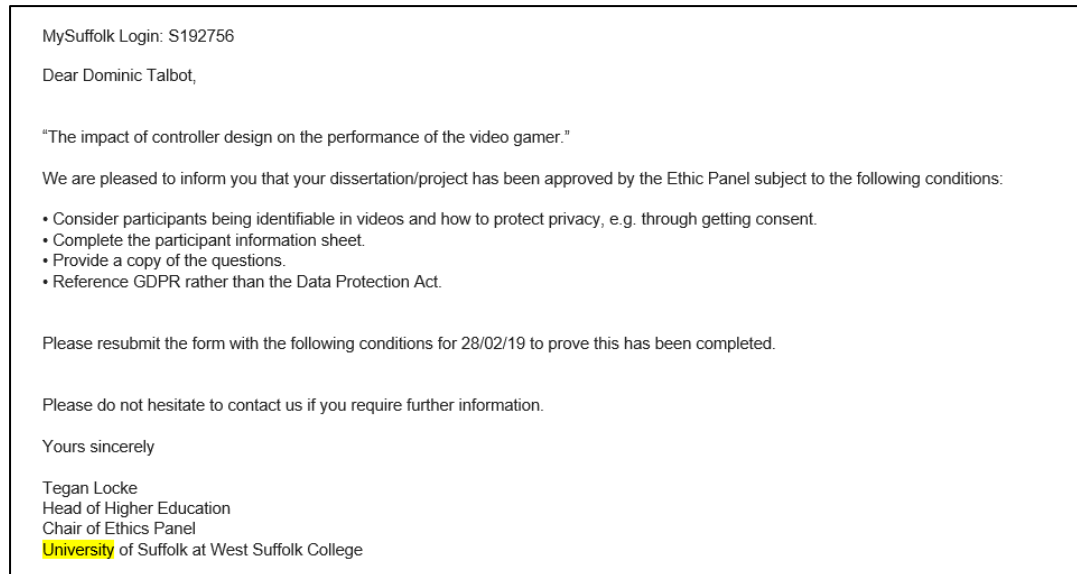 MySuffolk Login: S192756
Dear Dominic Talbot,
“The impact of controller design on the performance of the video gamer.”
We are pleased to inform you that your dissertation/project has been approved by the Ethic Panel subject to the following conditions:
• Consider participants being identifiable in videos and how to protect privacy, e.g. through getting consent.
• Complete the participant information sheet.
• Provide a copy of the questions.
• Reference GDPR rather than the Data Protection Act.
Please resubmit the form with the following conditions for 28/02/19 to prove this has been completed.
Please do not hesitate to contact us if you require further information.
Yours sincerely
Tegan Locke
Head of Higher Education
Chair of Ethics Panel
University of Suffolk at West Suffolk College